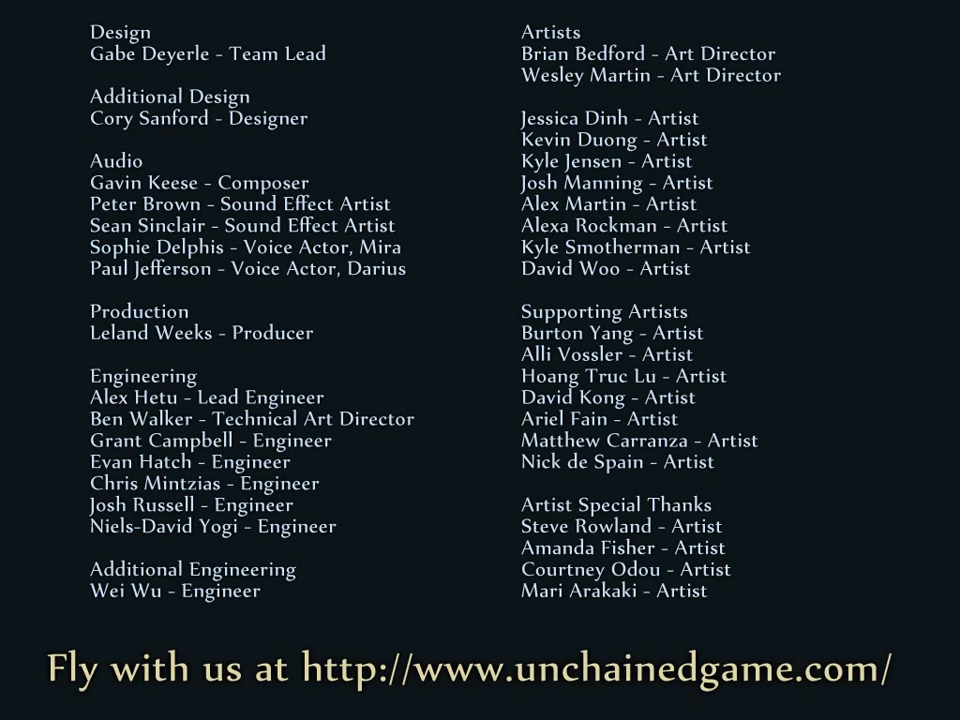 Design
Gabe Deyerle - Team Lead
Additional Design
Cory Sanford - Designer
Audio
Gavin Keese - Composer
Peter Brown - Sound Effect Artist
Sean Sinclair - Sound Effect Artist
Sophie Delphis - Voice Actor, Mira
Paul Jefferson - Voice Actor, Darius
Production
Leland Weeks - Producer
Engineering
Alex Hetu - Lead Engineer
Ben Walker - Technical Art Director
Grant Campbell - Engineer
Evan Hatch - Engineer
Chris Mintzias - Engineer
Josh Russell - Engineer
Niels-David Yogi - Engineer
Additional Engineering
Wei Wu - Engineer
Artists
Brian Bedford - Art Director
Wesley Martin - Art Director
Jessica Dinh - Artist
Kevin Duong - Artist
Kyle Jensen - Artist
Josh Manning - Artist
Alex Martin - Artist
Alexa Rockman - Artist
Kyle Smotherman - Artist
David Woo - Artist
Supporting Artists
Burton Yang - Artist
Alli Vossler - Artist
Hoang Truc Lu - Artist
David Kong - Artist
Ariel Fain - Artist
Matthew Carranza - Artist
Nick de Spain - Artist
Artist Special Thanks
Steve Rowland - Artist
Amanda Fisher - Artist
Courtney Odou - Artist
Mari Arakaki - Artist
Fly with us at http://www.unchainedgame.com/